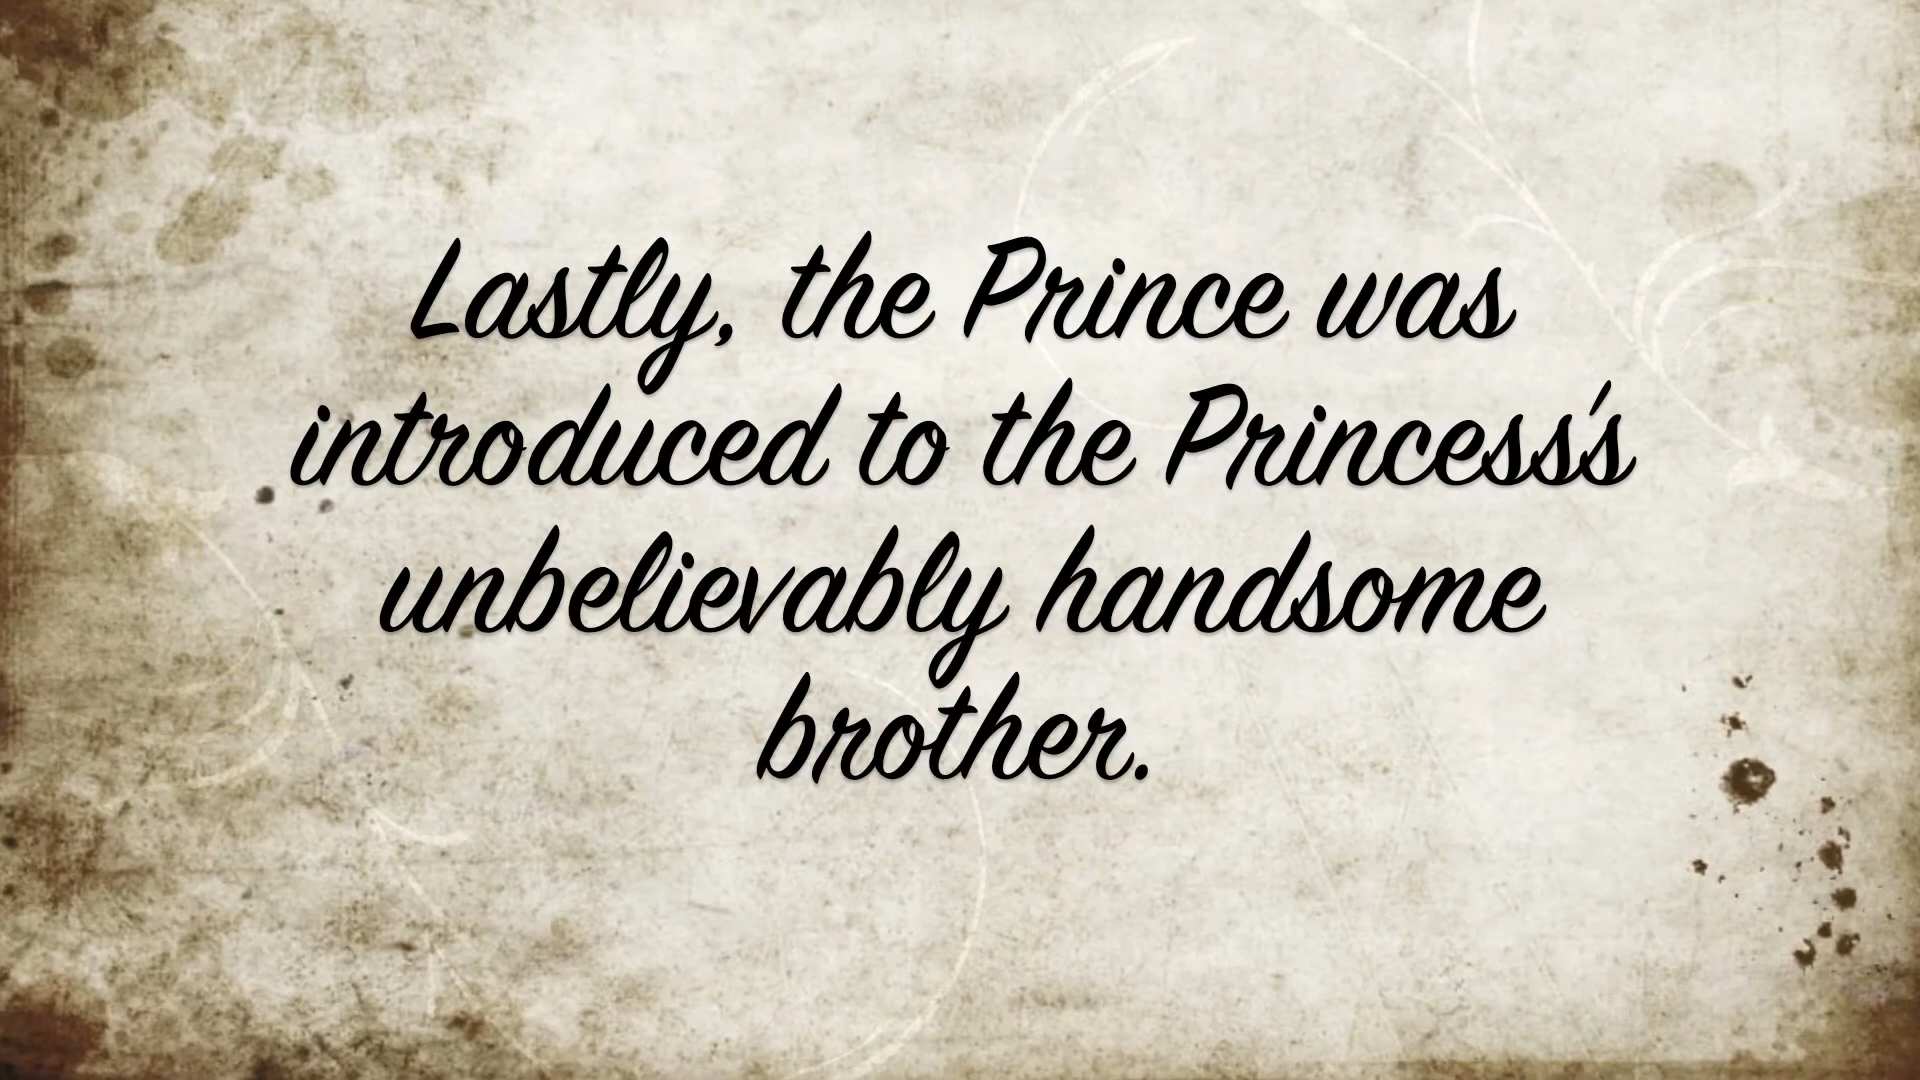 Lastly, the Prince was
introduced to the Princess's
unbelievably handsome
brother.